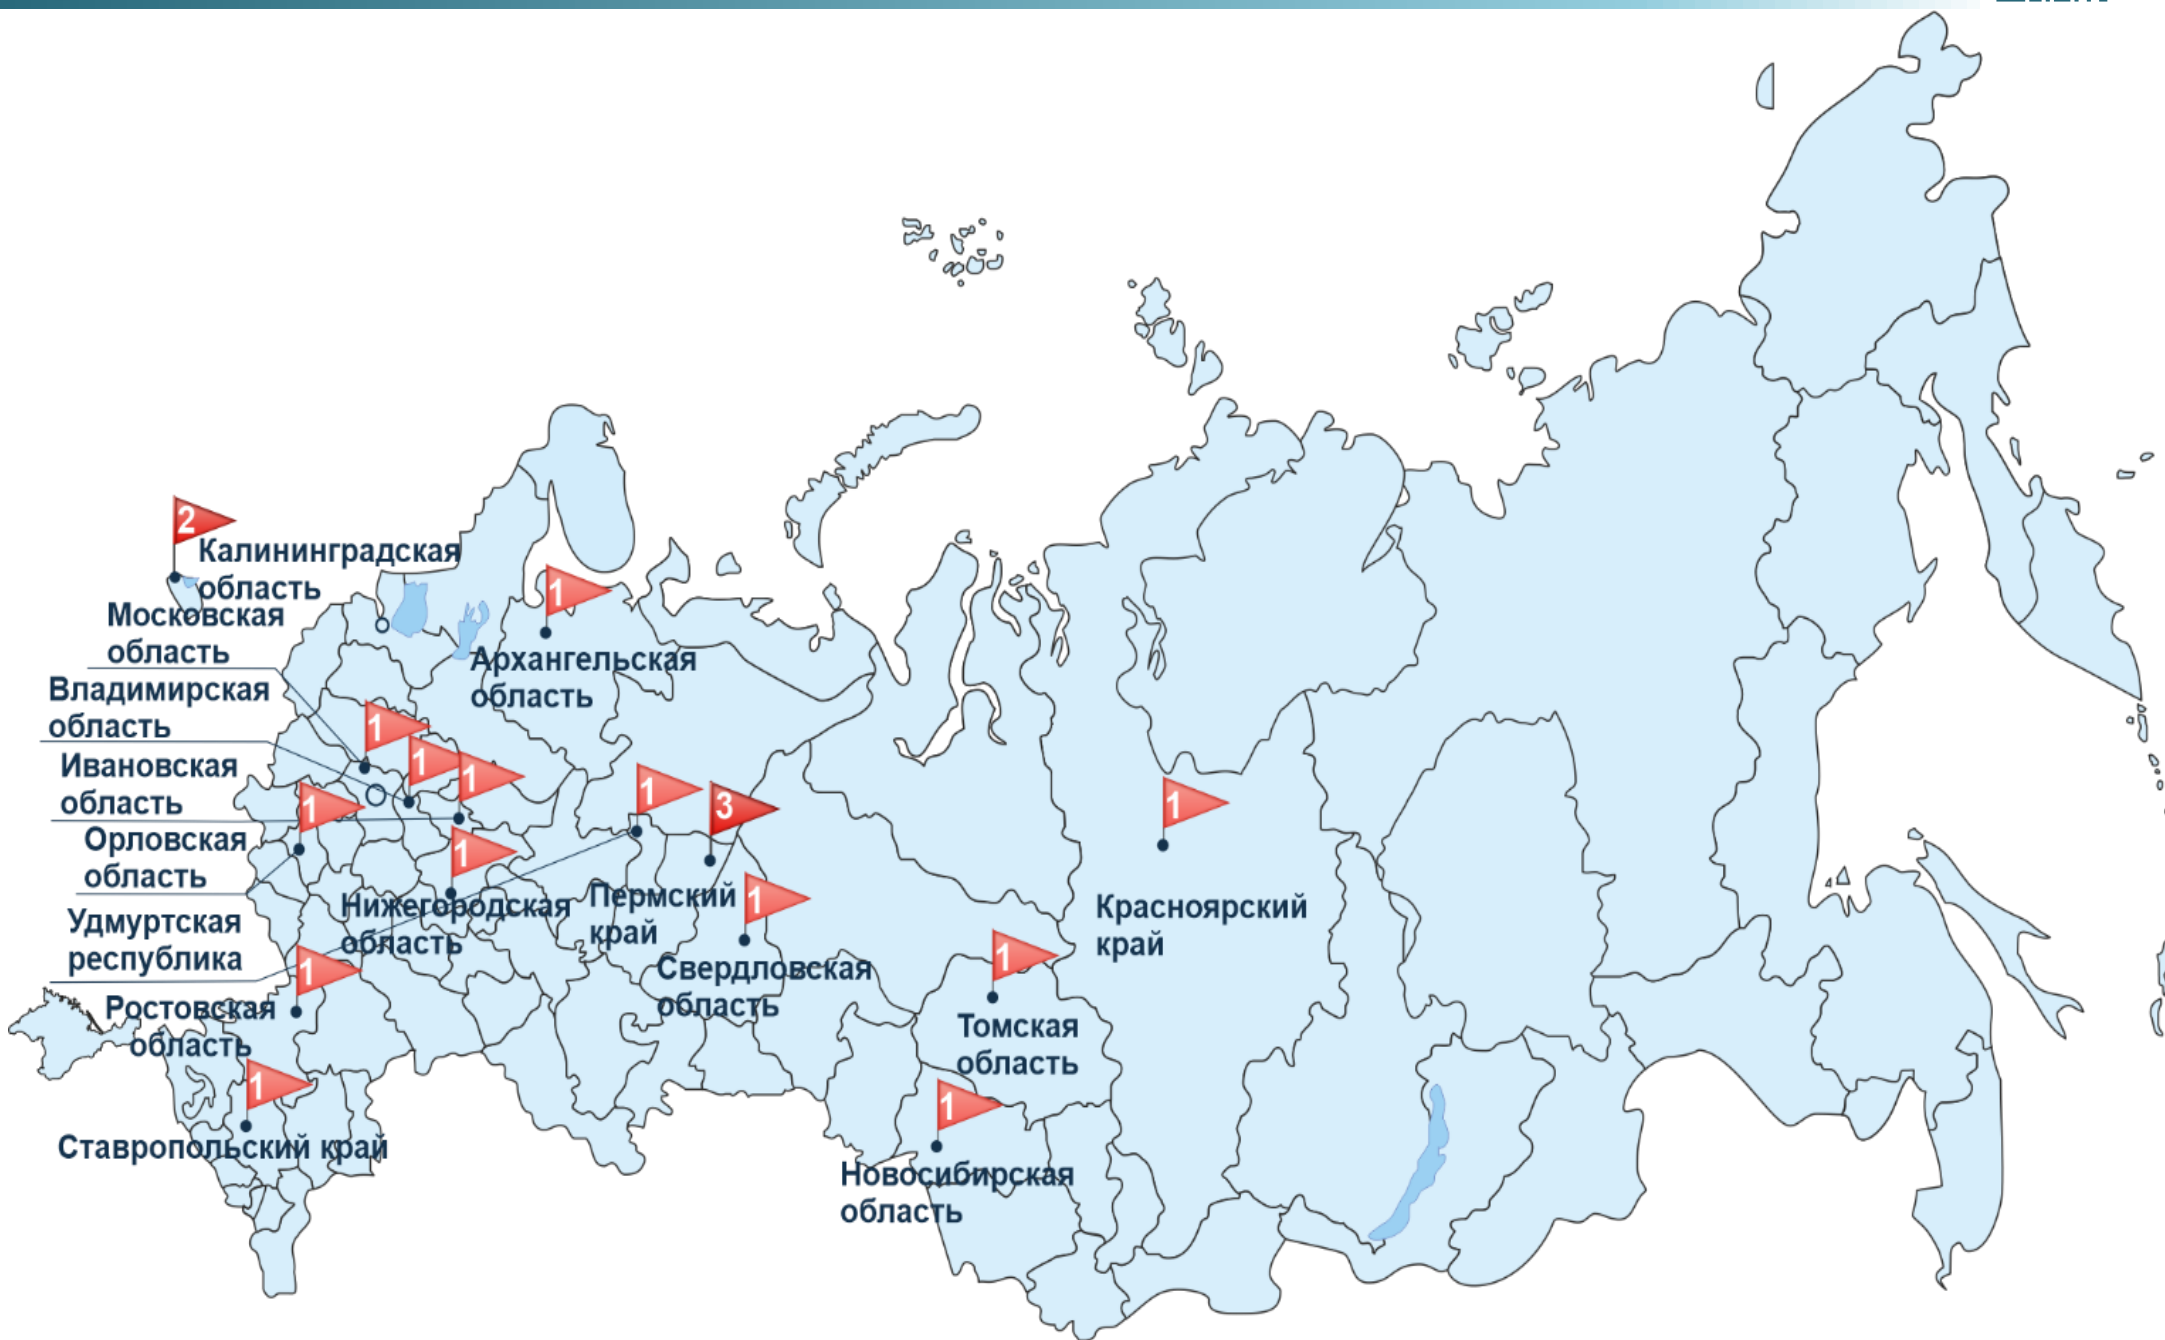 2
Калининградская
область
Московская
область
1
Архангельская
область
Владимирская
область
1
1
1
Ивановская
область
1
1
3
1
Орловская
область
1
Нижегородская
область
Пермский
край
1
Красноярский
край
Удмуртская
республика
1
Свердловская
область
1
Ростовская
область
Томская
область
1
Ставропольский край
1
Новосибирская
область